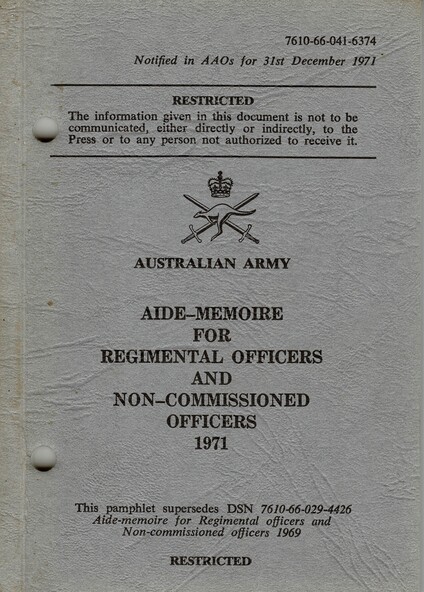 7610-66-041-6374
Notified in AAOs for 31st December 1971
RESTRICTED
The information given in this document is not to be
communicated, either directly or indirectly, to the
Press or to any person not authorized to receive it.
AUSTRALIAN ARMY
AIDE-MEMOIRE
FOR
REGIMENTAL OFFICERS
AND
NON-COMMISSIONED
OFFICERS
1971
This pamphlet supersedes DSN 7610-66-029-4426
Aide-memoire for Regimental officers and
Non-commissioned officers 1969
RESTRICTED